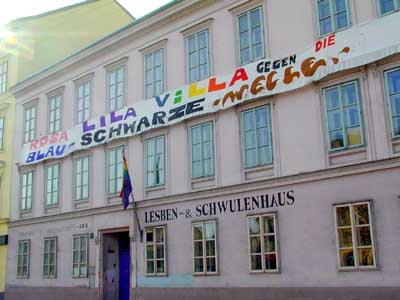 ROSA LILA VILLA GEGEN DIE
BLAU-SCHWARZE
LESBEN- & SCHWULENHAUS